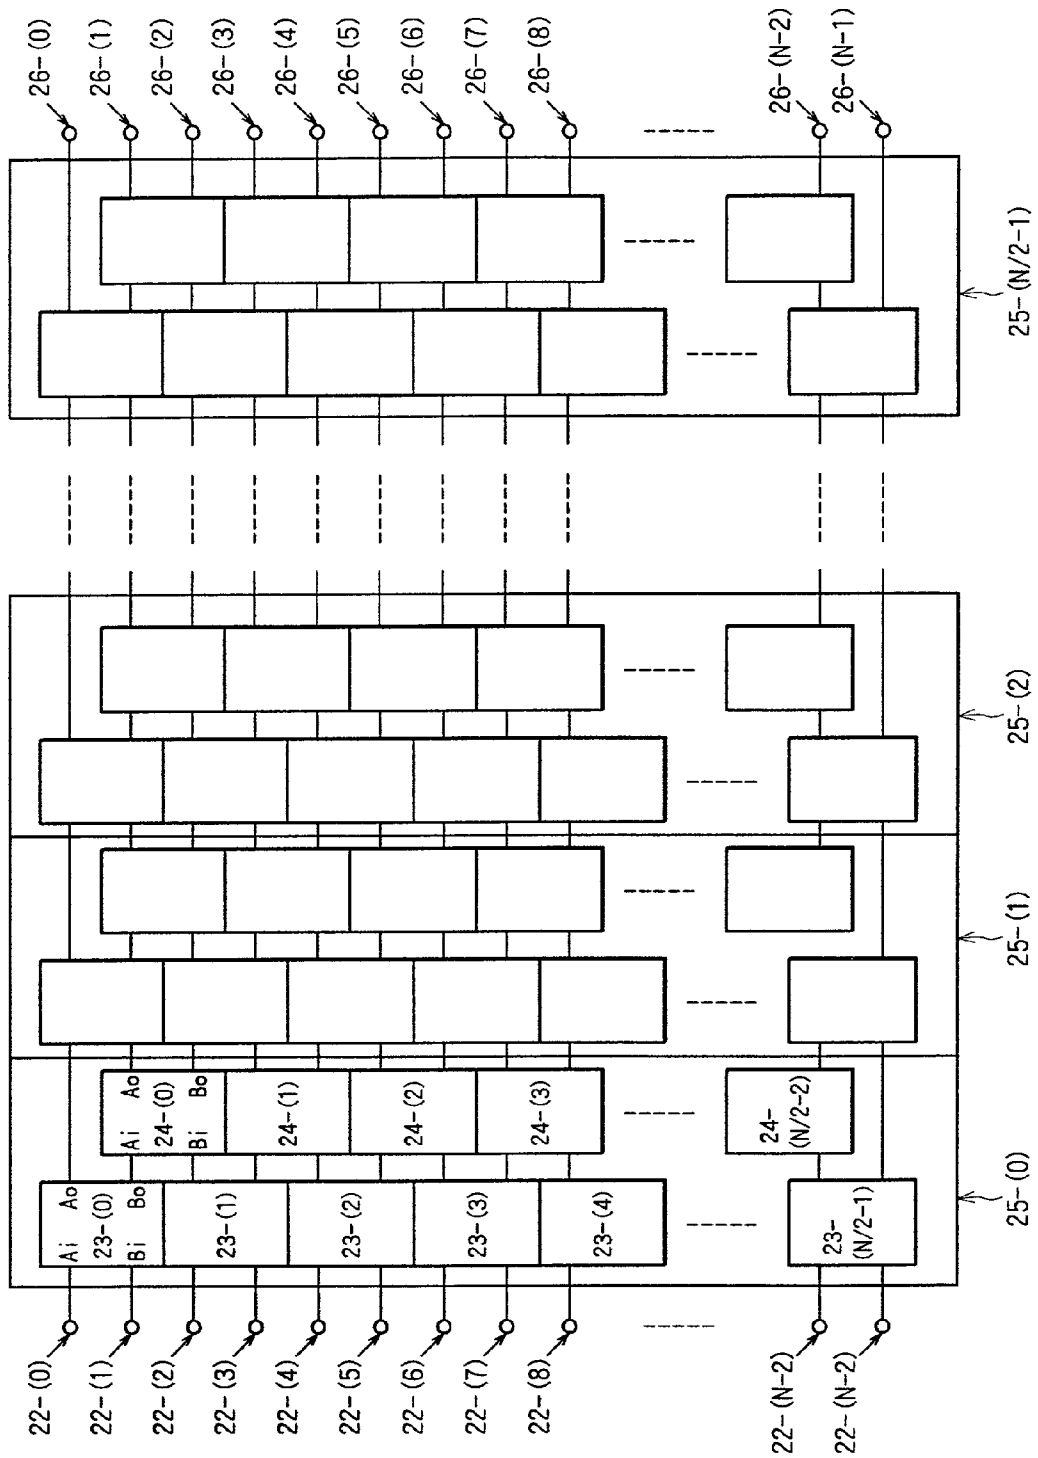 26-(0)
26-(1)
26-(2)
26-(3)
26-(4)
26-(5)
26-(6)
26-(7)
26-(8)
26-(N-2)
26-(N-1)
25-(N/2-1)
25-(2)
25-(1)
25-(0)
Ai Ao
24-(0)
Bi Bo
24-(1)
24-(2)
24-(3)
24-
(N/2-2)
Ai Ao
23-(0)
Bi Bo
23-(1)
23-(2)
23-(3)
23-(4)
23-
(N/2-1)
22-(0)
22-(1)
22-(2)
22-(3)
22-(4)
22-(5)
22-(6)
22-(7)
22-(8)
22-(N-2)
22-(N-2)